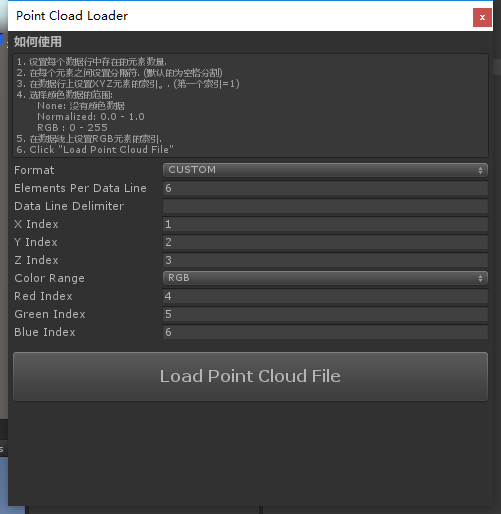 Point Cload Loader
x
如何使用
1. 设置每个数据行中存在的元素数量.
2. 在每个元素之间设置分隔符. (默认的为空格分割)
3. 在数据行上设置XYZ元素的索引。. (第一个索引=1)
4. 选择颜色数据的范围:
None: 没有颜色数据
Normalized: 0.0 - 1.0
RGB : 0 - 255
5. 在数据线上设置RGB元素的索引.
6. Click "Load Point Cloud File"
Format CUSTOM
Elements Per Data Line 6
Data Line Delimiter
X Index 1
Y Index 2
Z Index 3
Color Range RGB
Red Index 4
Green Index 5
Blue Index 6
Load Point Cloud File
s